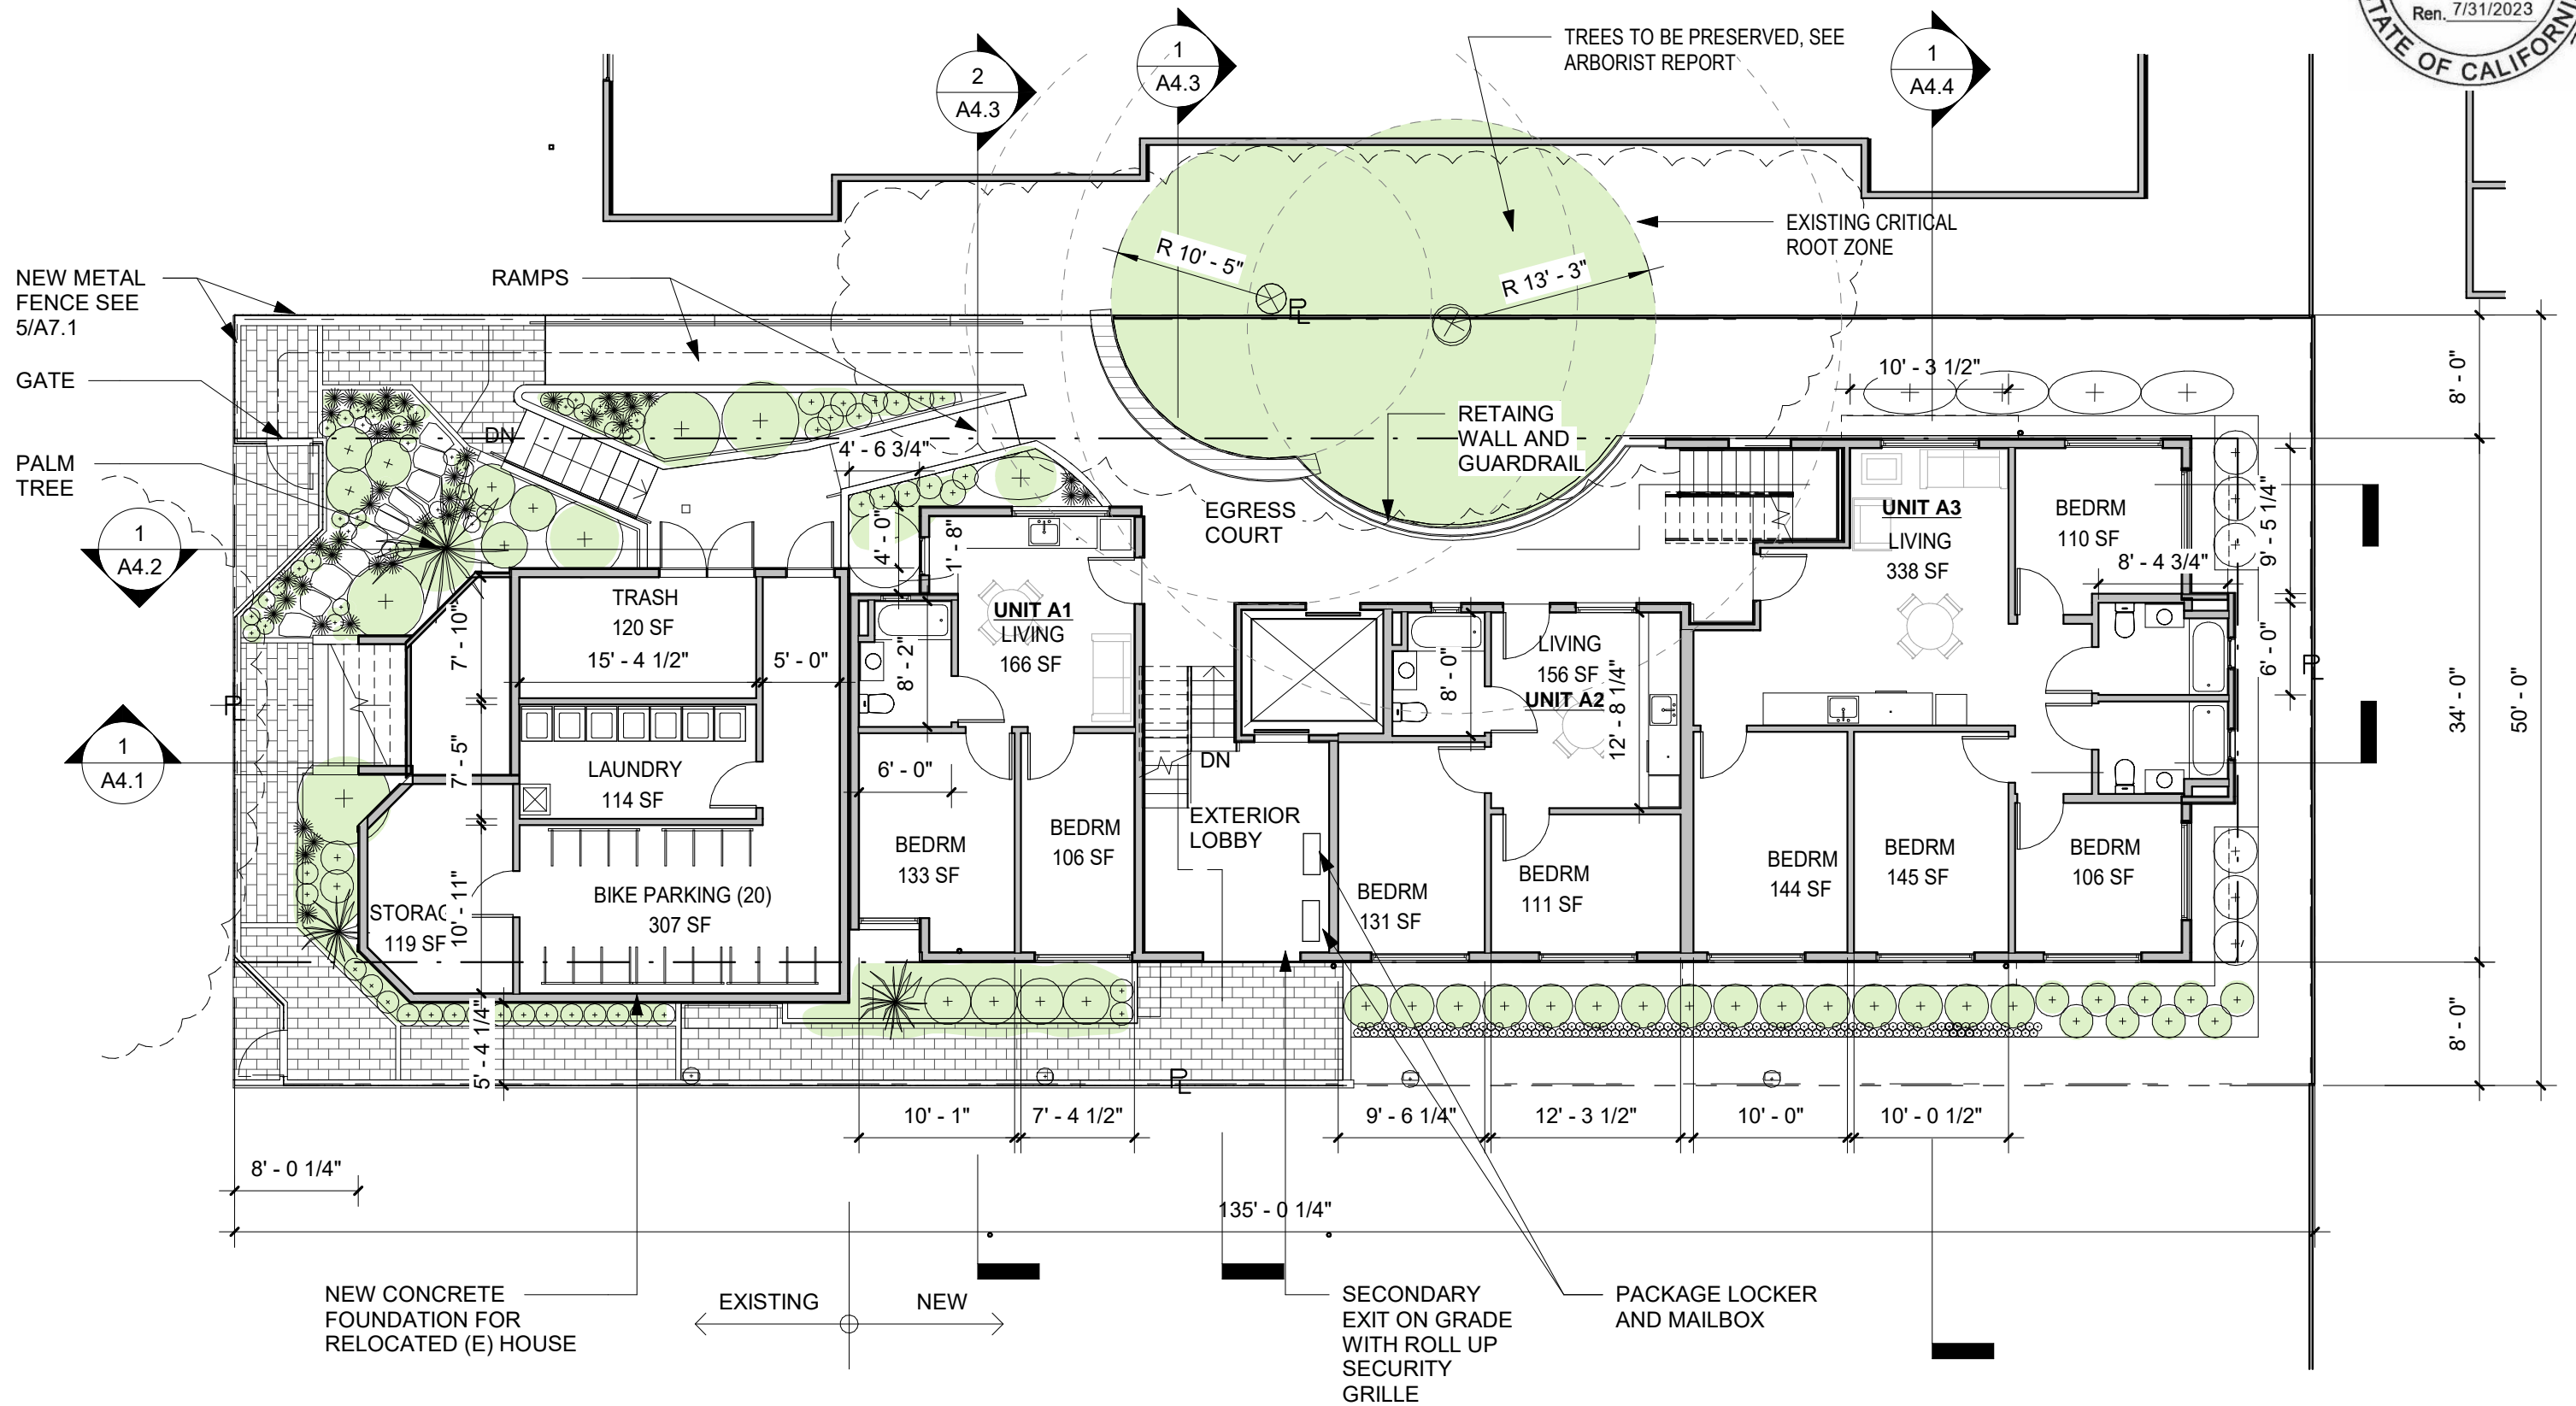 Ren. 7/31/2023
STATE OF CALIFORNI
1
A4.3
2
A4.3
1
A4.4
TREES TO BE PRESERVED, SEE
ARBORIST REPORT
EXISTING CRITICAL
ROOT ZONE
R 10' - 5"
R 13' - 3"
PL
NEW METAL
FENCE SEE
5/A7.1
RAMPS
GATE
PALM
TREE
DN
4' - 6 3/4"
4' - 0"
1' - 8"
EGRESS
COURT
RETAING
WALL AND
GUARDRAIL
10' - 3 1/2"
8' - 0"
1
A4.2
1
A4.1
PL
TRASH
120 SF
15' - 4 1/2"
5' - 0"
7' - 10"
7' - 5"
10' - 11"
5' - 4 1/4"
LAUNDRY
114 SF
BIKE PARKING (20)
307 SF
STORAG
119 SF
UNIT A1
LIVING
166 SF
8' - 2"
6' - 0"
BEDRM
133 SF
BEDRM
106 SF
DN
EXTERIOR
LOBBY
8' - 0"
LIVING
156 SF
UNIT A2
12' - 8 1/4"
BEDRM
131 SF
BEDRM
111 SF
UNIT A3
LIVING
338 SF
BEDRM
110 SF
8' - 4 3/4"
9' - 5 1/4"
6' - 0"
PL
34' - 0"
50' - 0"
BEDRM
144 SF
BEDRM
145 SF
BEDRM
106 SF
8' - 0"
PL
10' - 1"
7' - 4 1/2"
9' - 6 1/4"
12' - 3 1/2"
10' - 0"
10' - 0 1/2"
8' - 0 1/4"
135' - 0 1/4"
NEW CONCRETE
FOUNDATION FOR
RELOCATED (E) HOUSE
EXISTING
NEW
SECONDARY
EXIT ON GRADE
WITH ROLL UP
SECURITY
GRILLE
PACKAGE LOCKER
AND MAILBOX